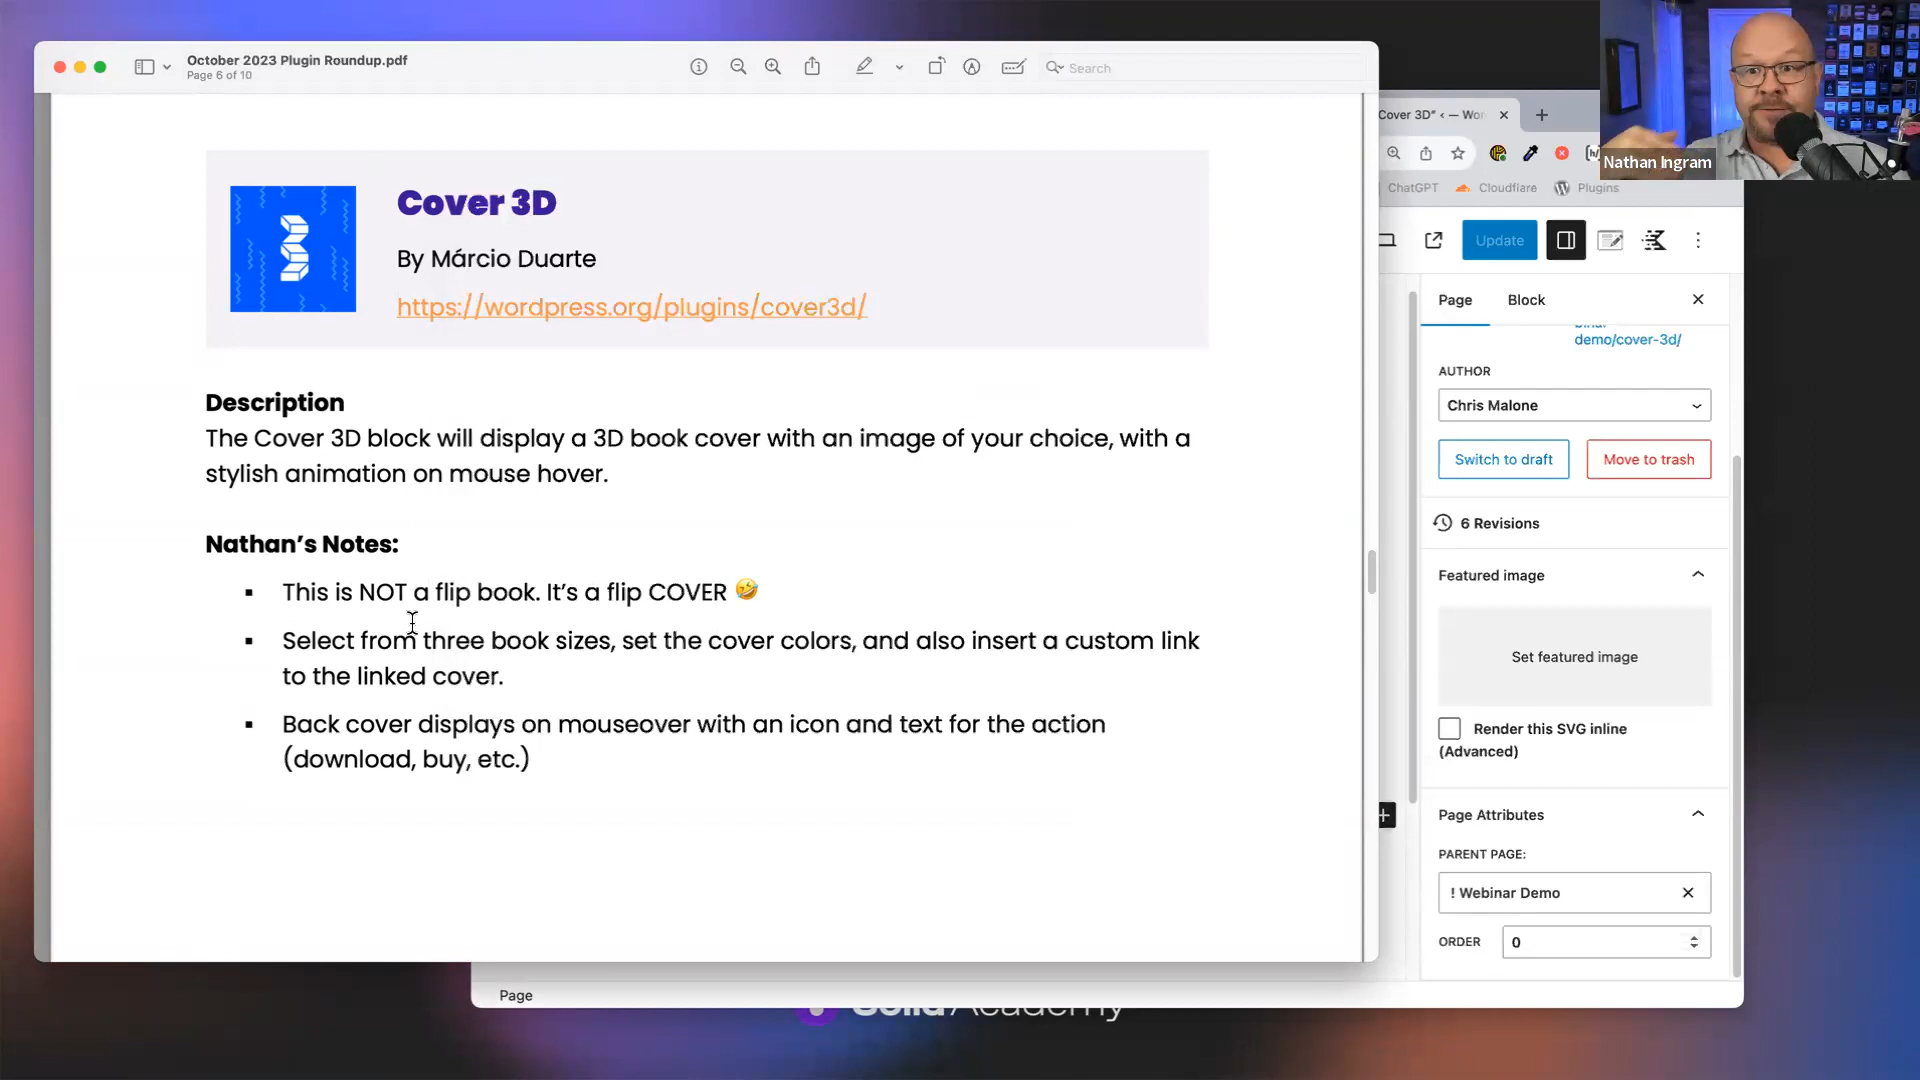 October 2023 Plugin Roundup.pdf
Page 6 of 10
Search
Cover 3D
By Márcio Duarte
https://wordpress.org/plugins/cover3d/
Description
The Cover 3D block will display a 3D book cover with an image of your choice, with a
stylish animation on mouse hover.
Nathan's Notes:
This is NOT a flip book. It's a flip COVER 🤣
Select from three book sizes, set the cover colors, and also insert a custom link
to the linked cover.
Back cover displays on mouseover with an icon and text for the action
(download, buy, etc.)
Cover 3D" ‹ — Wor
Nathan Ingram
ChatGPT
Cloudflare
Plugins
Update
Page
Block
demo/cover-3d/
AUTHOR
Chris Malone
Switch to draft
Move to trash
6 Revisions
Featured image
Set featured image
Render this SVG inline
(Advanced)
Page Attributes
PARENT PAGE:
! Webinar Demo
ORDER
0
Page
Academy